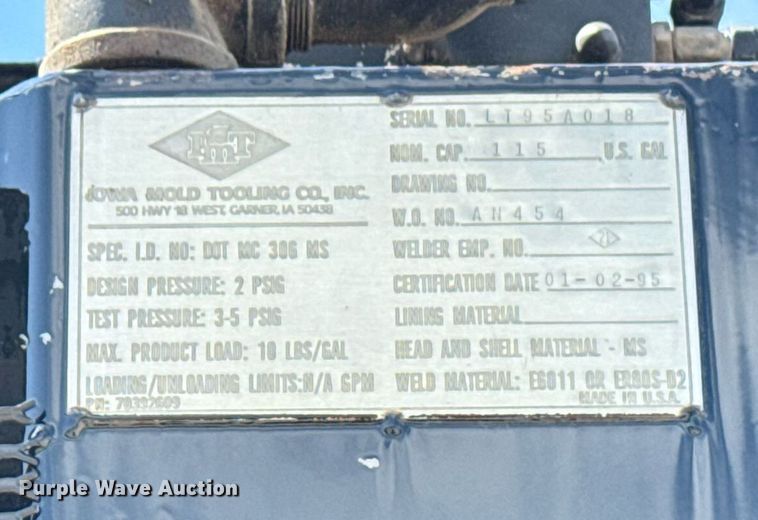 IMT
IOWA MOLD TOOLING CO., INC.
500 HWY 18 WEST, GARNER, IA 50438
SPEC. I.D. NO: DOT MC 306 MS
DESIGN PRESSURE: 2 PSIG
TEST PRESSURE: 3-5 PSIG
MAX. PRODUCT LOAD: 10 LBS/GAL
LOADING/UNLOADING LIMITS:N/A GPM
P.N: 70392609
SERIAL NO. LT95A018
NOM. CAP. 115 U.S. GAL
DRAWING NO.
W.O. NO. AN454
WELDER EMP. NO.
CERTIFICATION DATE 01-02-95
LINING MATERIAL
HEAD AND SHELL MATERIAL - MS
WELD MATERIAL: E6011 OR ER80S-D2
MADE IN U.S.A.
Purple Wave Auction